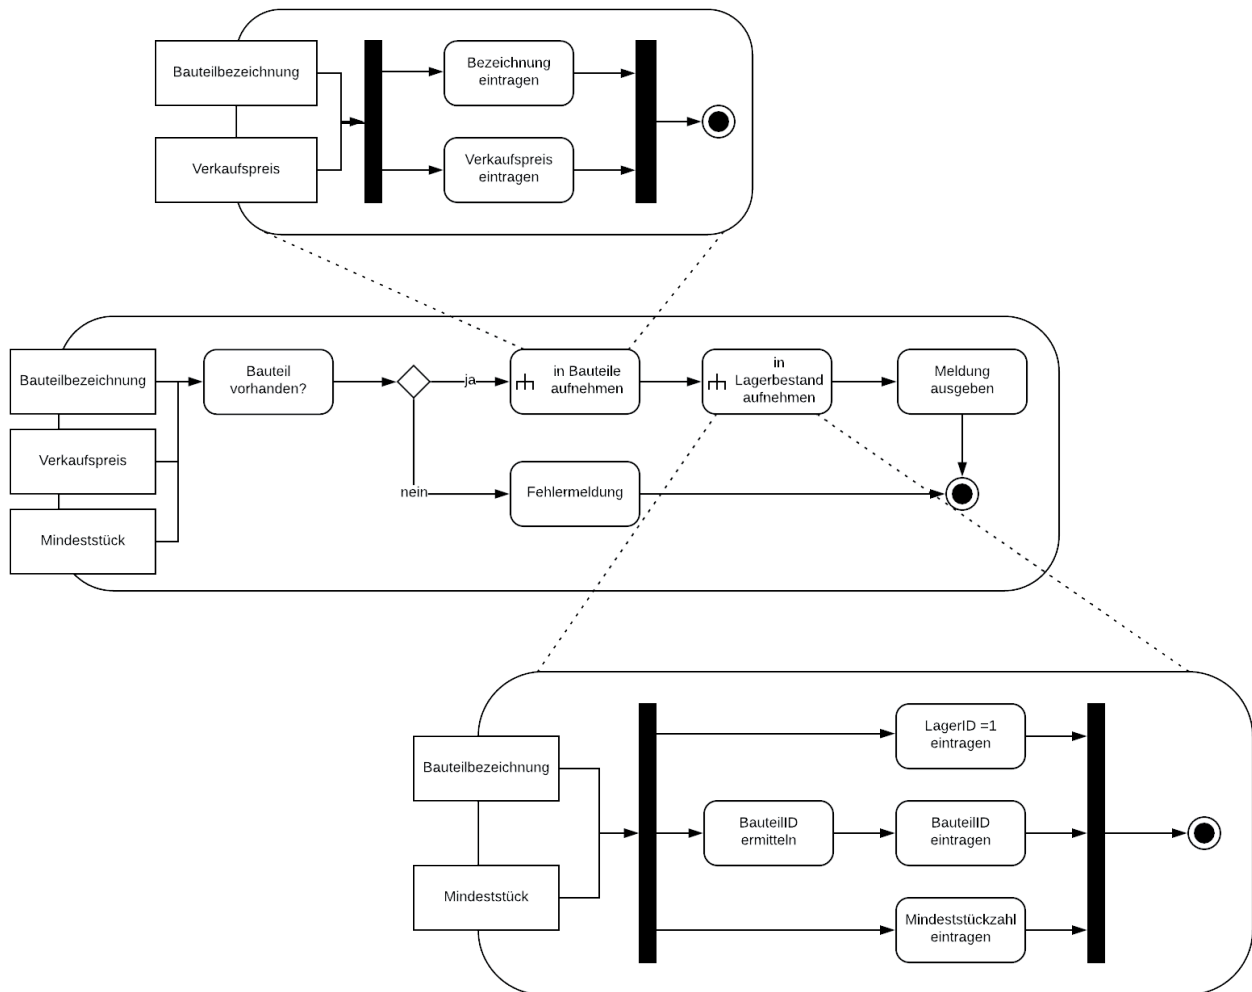 Bauteilbezeichnung
Verkaufspreis
Bezeichnung
eintragen
Verkaufspreis
eintragen
Bauteilbezeichnung
Verkaufspreis
Mindeststück
Bauteil
vorhanden?
ja
nein
in Bauteile
aufnehmen
in
Lagerbestand
aufnehmen
Meldung
ausgeben
Fehlermeldung
Bauteilbezeichnung
Mindeststück
LagerID =1
eintragen
BauteilID
ermitteln
BauteilID
eintragen
Mindeststückzahl
eintragen